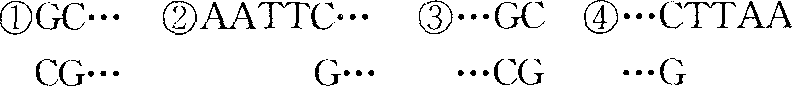 ①GC… ②AATTC… ③…GC ④…CTTAA
CG… G… …CG …G